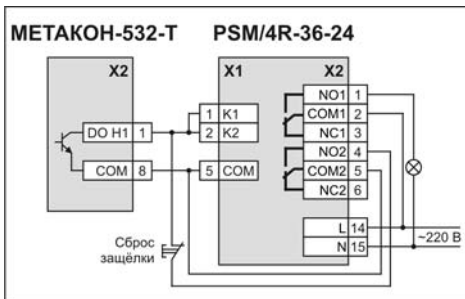 МЕТАКОН-532-Т PSM/4R-36-24
X2 X1 X2
NO1 1
1 K1 COM1 2
DO H1 1 2 K2 NC1 3
NO2 4
COM 8 5 COM COM2 5
NC2 6
L 14
~220 В
N 15
Сброс
защёлки